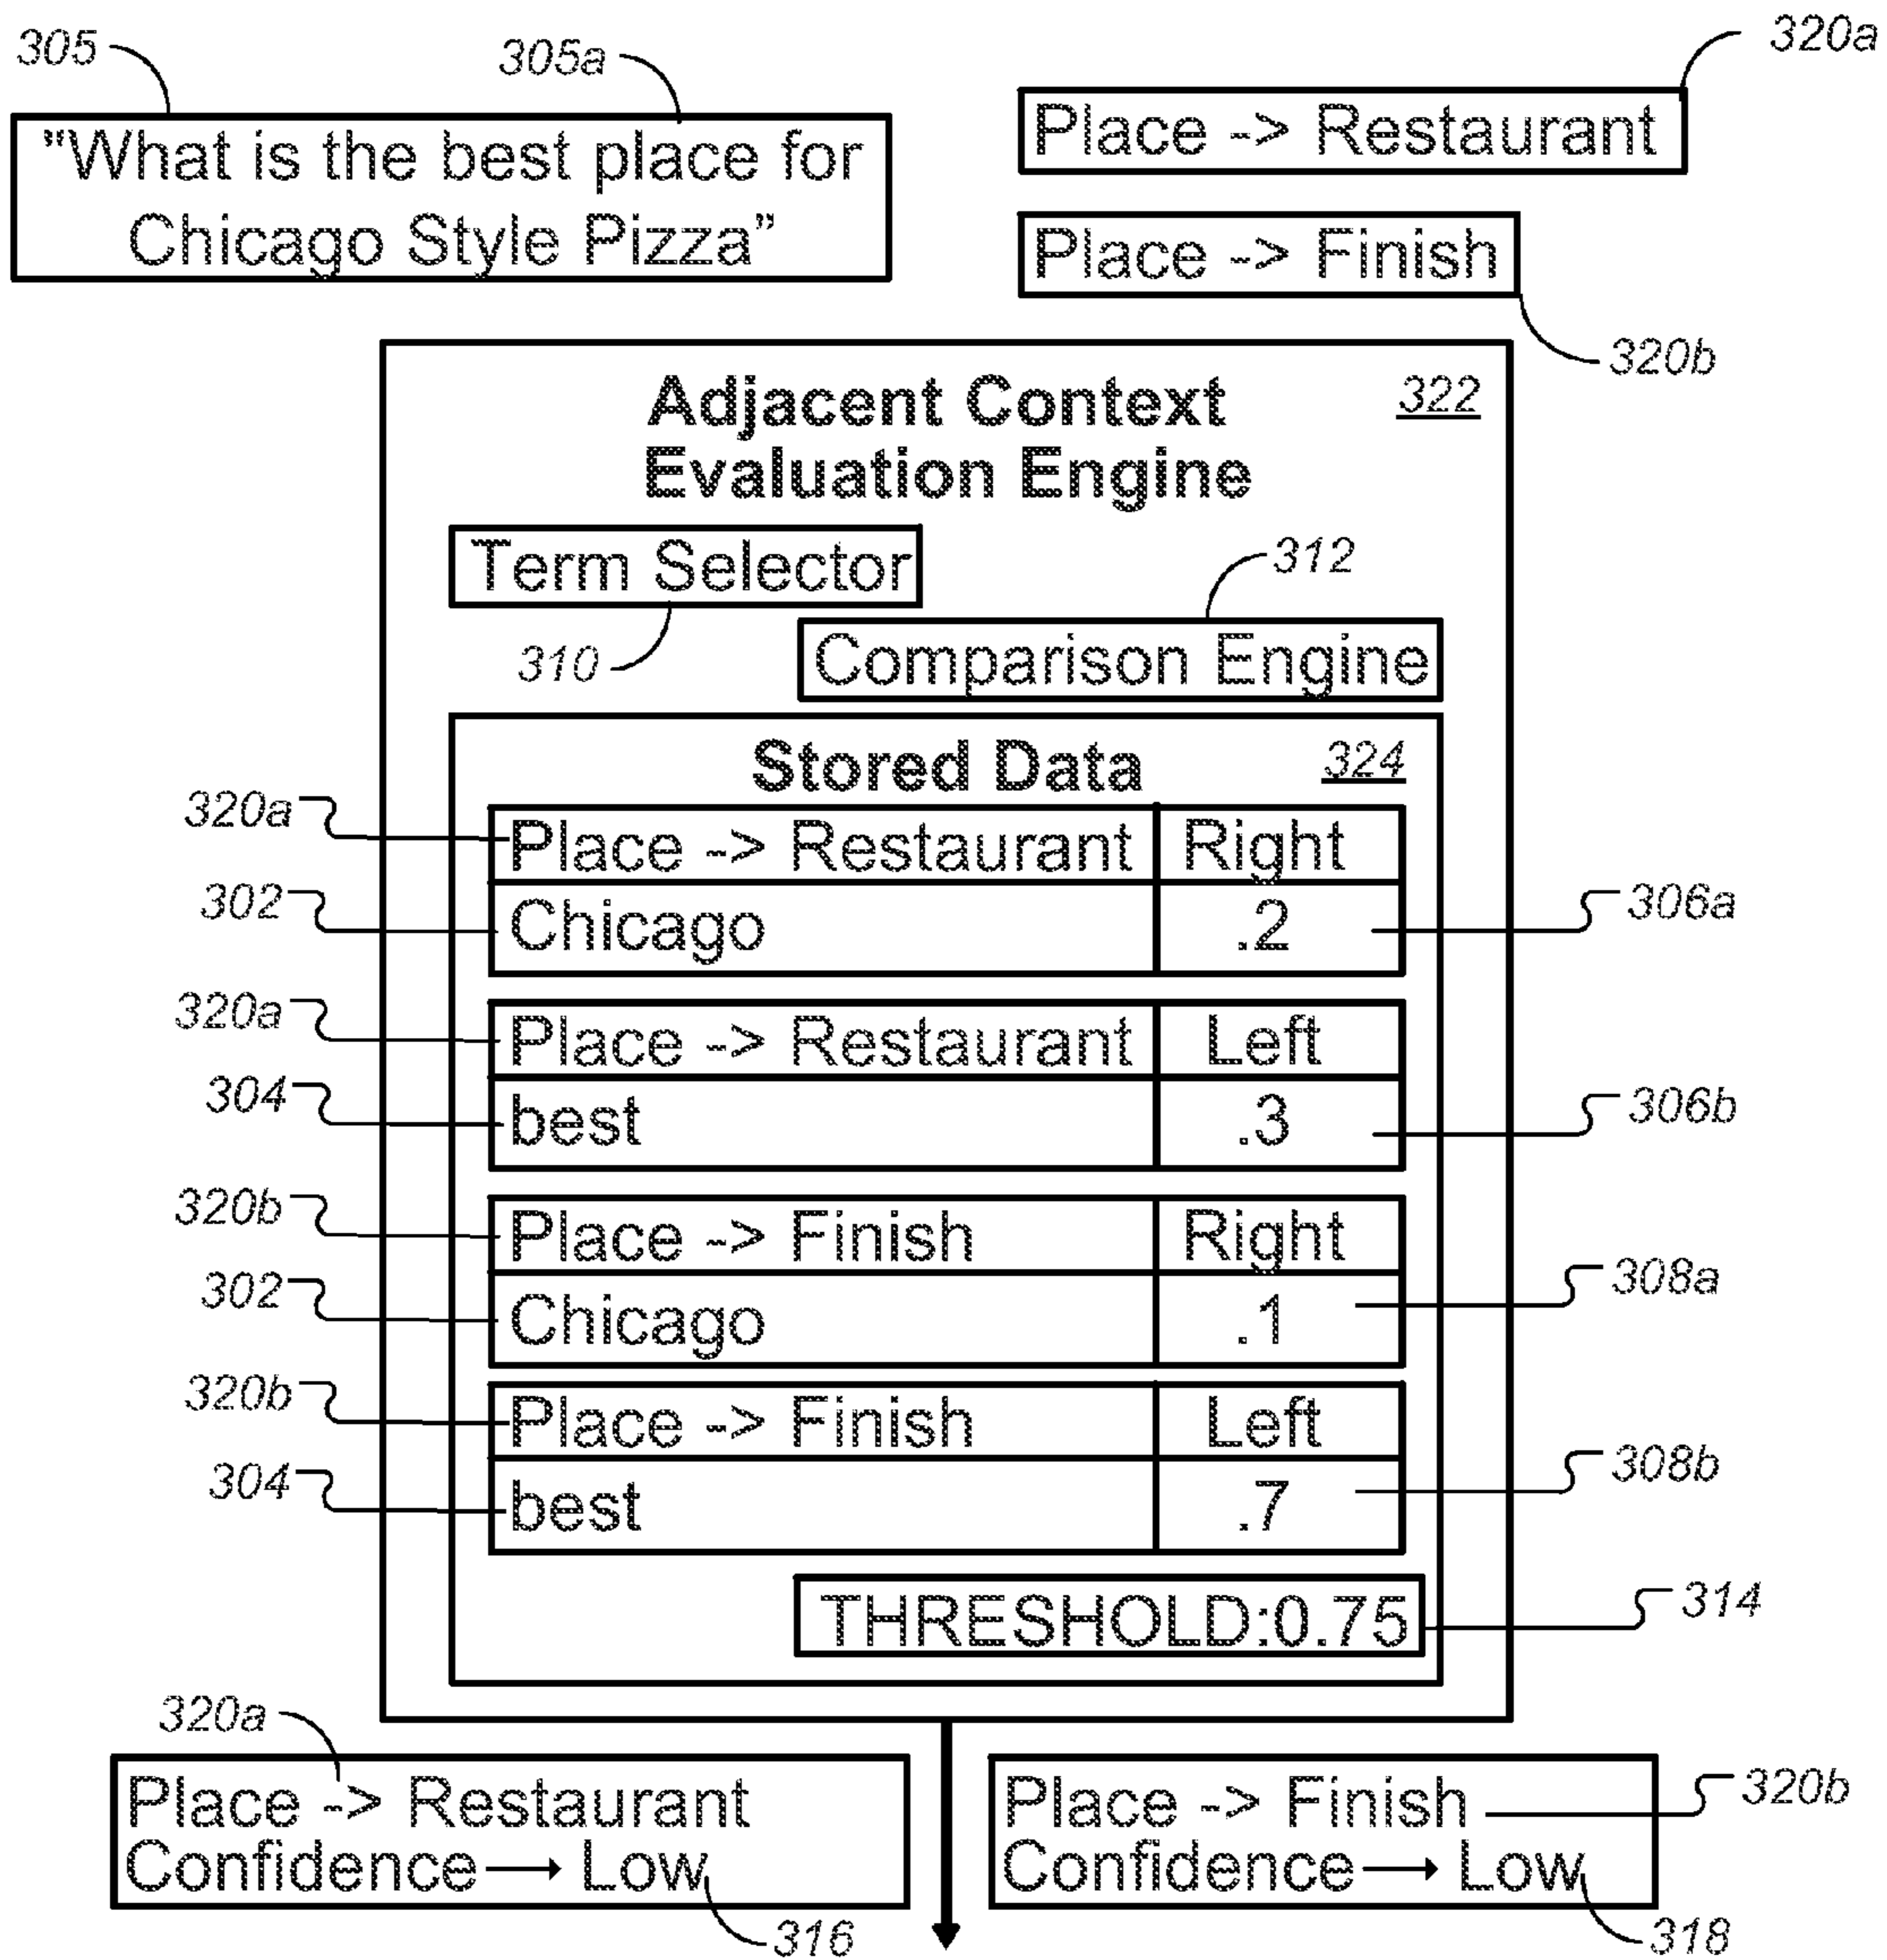 305
305a
320a
"What is the best place for
Chicago Style Pizza”
Place -> Restaurant
Place -> Finish
320b
Adjacent Context
Evaluation Engine
322
Term Selector
312
310
Comparison Engine
Stored Data
324
320a
Place -> Restaurant Right
302
Chicago .2
306a
320a
Place -> Restaurant Left
304
best .3
306b
320b
Place -> Finish Right
302
Chicago .1
308a
320b
Place -> Finish Left
304
best .7
308b
THRESHOLD:0.75
314
320a
Place -> Restaurant
Confidence → Low
316
Place -> Finish
320b
Confidence → Low
318